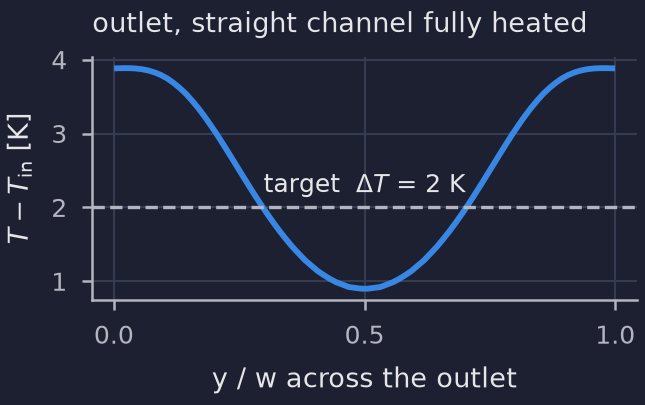 outlet, straight channel fully heated
T − Tin [K]
4
3
2
1
target ΔT = 2 K
0.0 0.5 1.0
y / w across the outlet